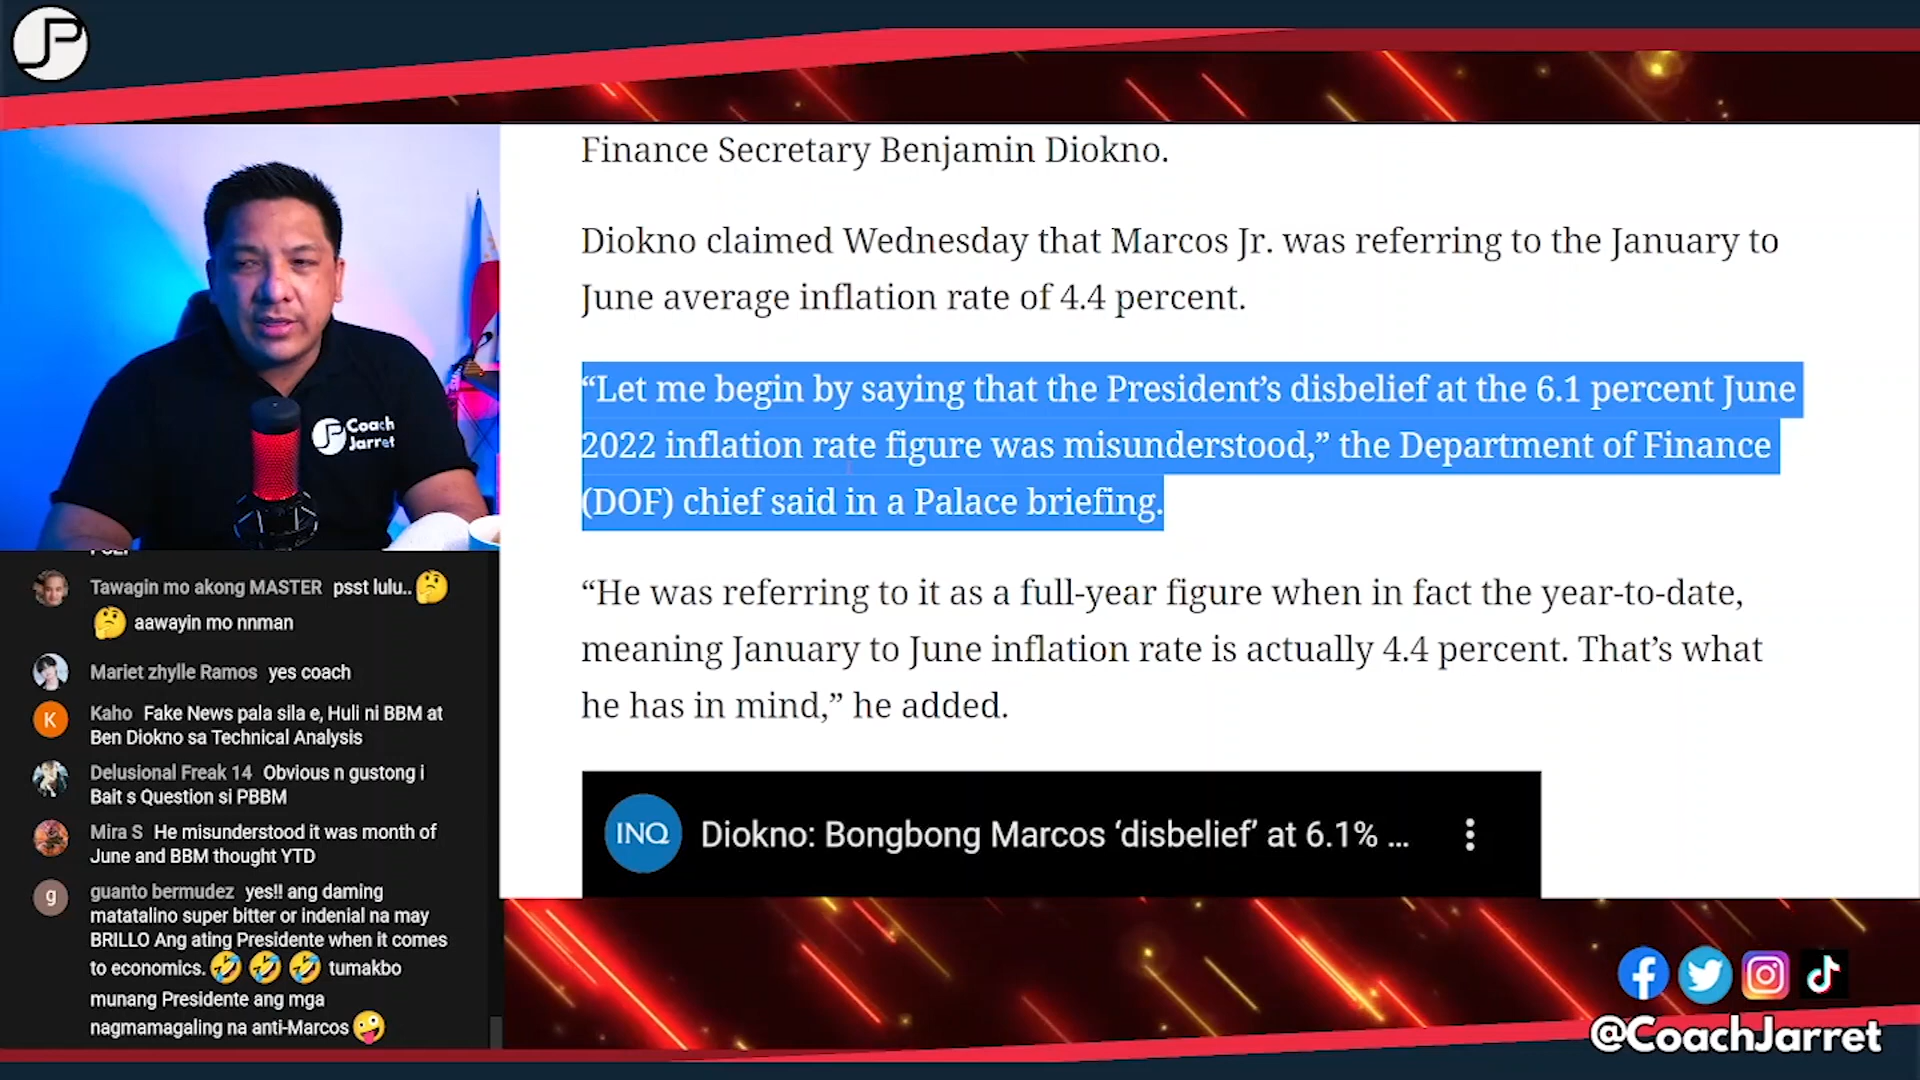 JP
Finance Secretary Benjamin Diokno.
Diokno claimed Wednesday that Marcos Jr. was referring to the January to
June average inflation rate of 4.4 percent.
“Let me begin by saying that the President’s disbelief at the 6.1 percent June
2022 inflation rate figure was misunderstood,” the Department of Finance
(DOF) chief said in a Palace briefing.
“He was referring to it as a full-year figure when in fact the year-to-date,
meaning January to June inflation rate is actually 4.4 percent. That’s what
he has in mind,” he added.
INQ Diokno: Bongbong Marcos ‘disbelief’ at 6.1% ...
Coach
Jarret
Tawagin mo akong MASTER psst lulu..🤔
🤔 aawayin mo nnman
Mariet zhylle Ramos yes coach
K Kaho Fake News pala sila e, Huli ni BBM at
Ben Diokno sa Technical Analysis
Delusional Freak 14 Obvious n gustong i
Bait s Question si PBBM
Mira S He misunderstood it was month of
June and BBM thought YTD
g guanto bermudez yes!! ang daming
matatalino super bitter or indenial na may
BRILLO Ang ating Presidente when it comes
to economics. 🤣 🤣 🤣 tumakbo
munang Presidente ang mga
nagmamagaling na anti-Marcos 🤪
@CoachJarret